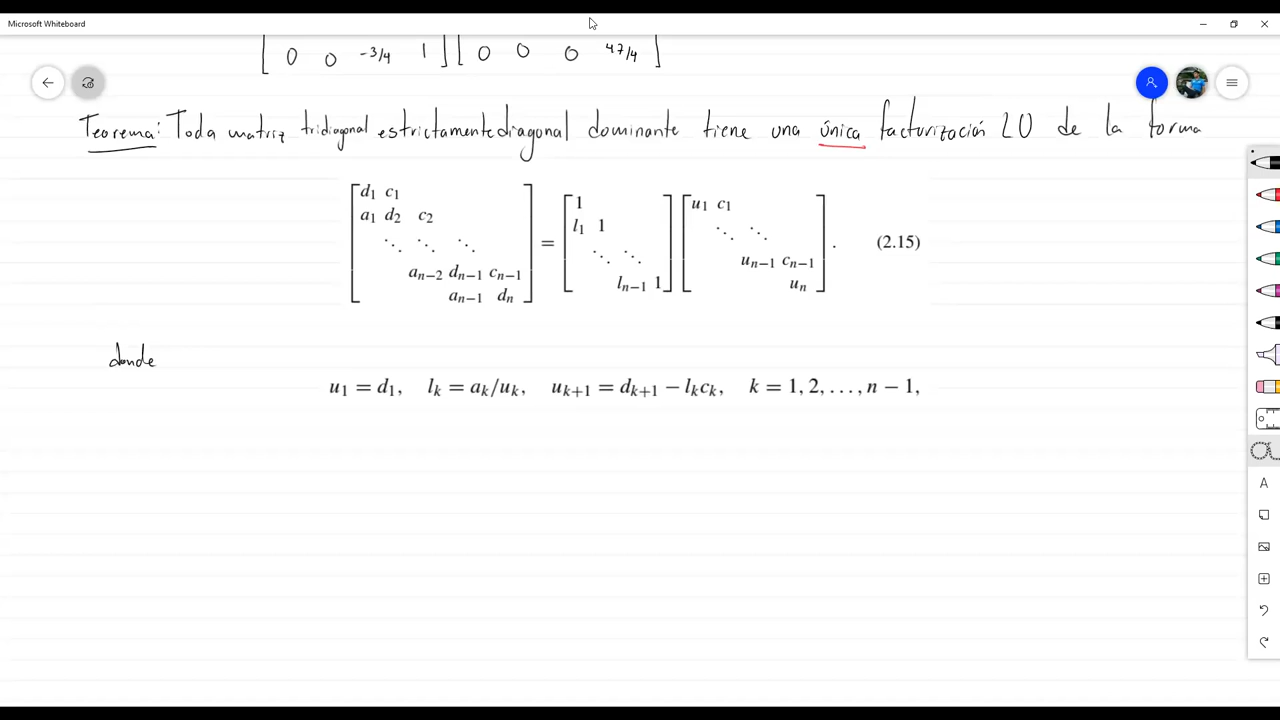 Microsoft Whiteboard
0 0 -3/4 1 0 0 0 47/4
Teorema: Toda matriz tridiagonal estrictamente diagonal dominante tiene una única factorización LU de la forma
d₁ c₁
a₁ d₂ c₂
⋱ ⋱ ⋱
aₙ₋₂ dₙ₋₁ cₙ₋₁
aₙ₋₁ dₙ
=
1
l₁ 1
⋱ ⋱
lₙ₋₁ 1
u₁ c₁
⋱ ⋱
uₙ₋₁ cₙ₋₁
uₙ
. (2.15)
donde
u₁ = d₁, lₖ = aₖ/uₖ, uₖ₊₁ = dₖ₊₁ − lₖcₖ, k = 1, 2, . . . , n − 1,
A